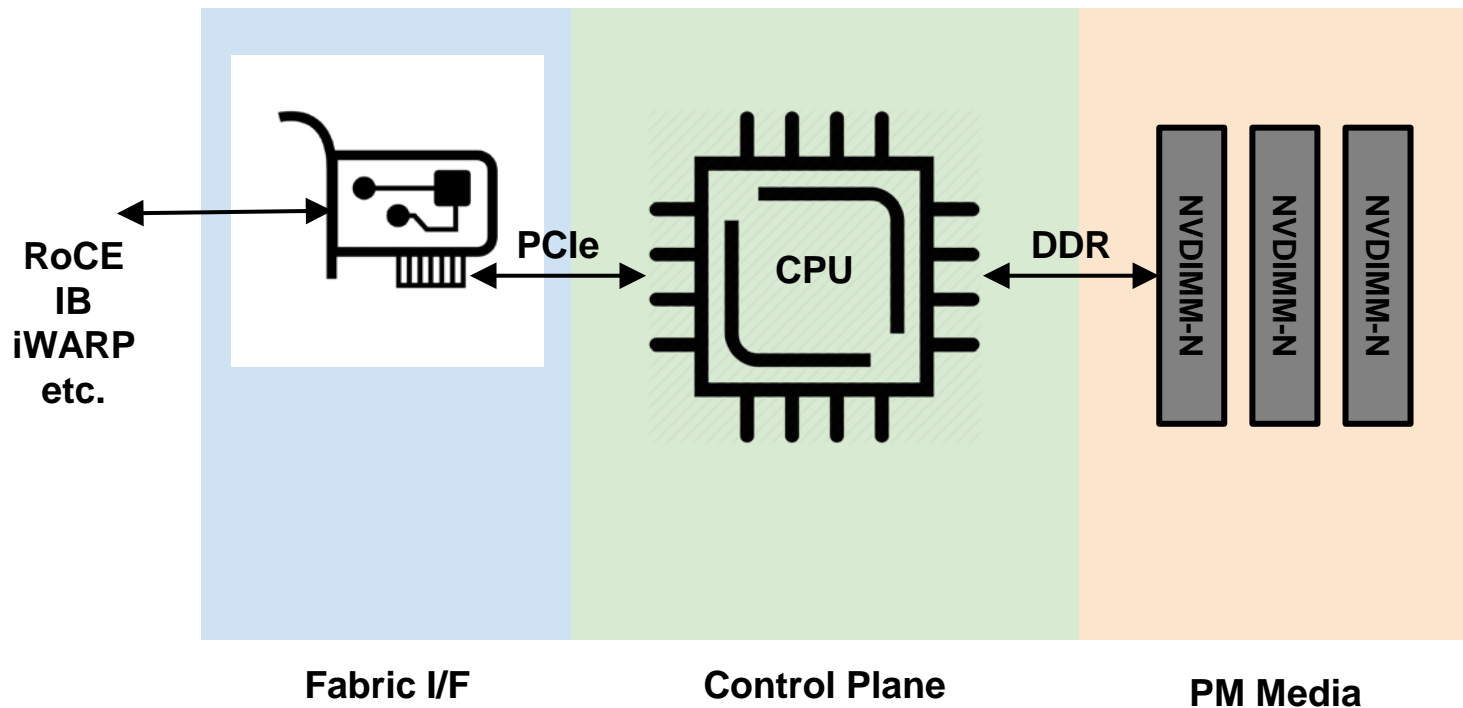 RoCE
IB
iWARP
etc.
PCIe
CPU
DDR
NVDIMM-N
NVDIMM-N
NVDIMM-N
Fabric I/F
Control Plane
PM Media